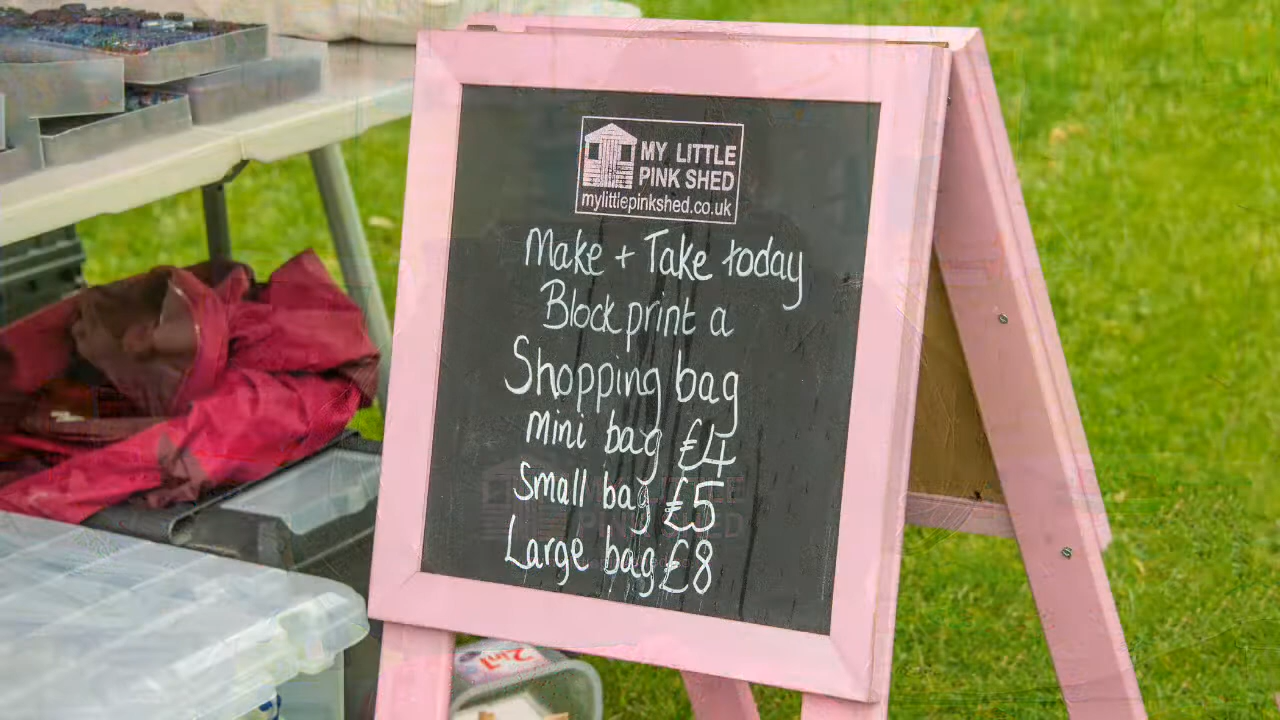 MY LITTLE
PINK SHED
mylittlepinkshed.co.uk
Make + Take today
Block print a
Shopping bag
Mini bag £4
Small bag £5
Large bag £8
2in1